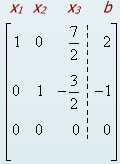 x₁ x₂ x₃ b
1 0 7/2 2
0 1 -3/2 -1
0 0 0 0